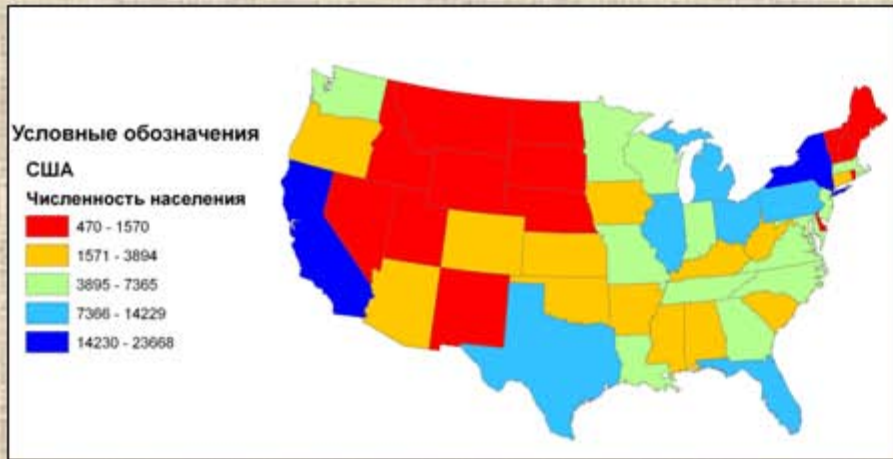 Условные обозначения
США
Численность населения
470 - 1570
1571 - 3894
3895 - 7365
7366 - 14229
14230 - 23668